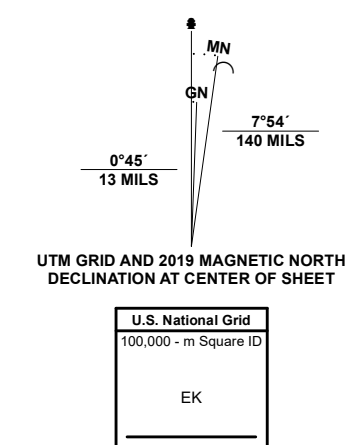 MN
GN
7°54´
140 MILS
0°45´
13 MILS
UTM GRID AND 2019 MAGNETIC NORTH
DECLINATION AT CENTER OF SHEET
U.S. National Grid
100,000 - m Square ID
EK